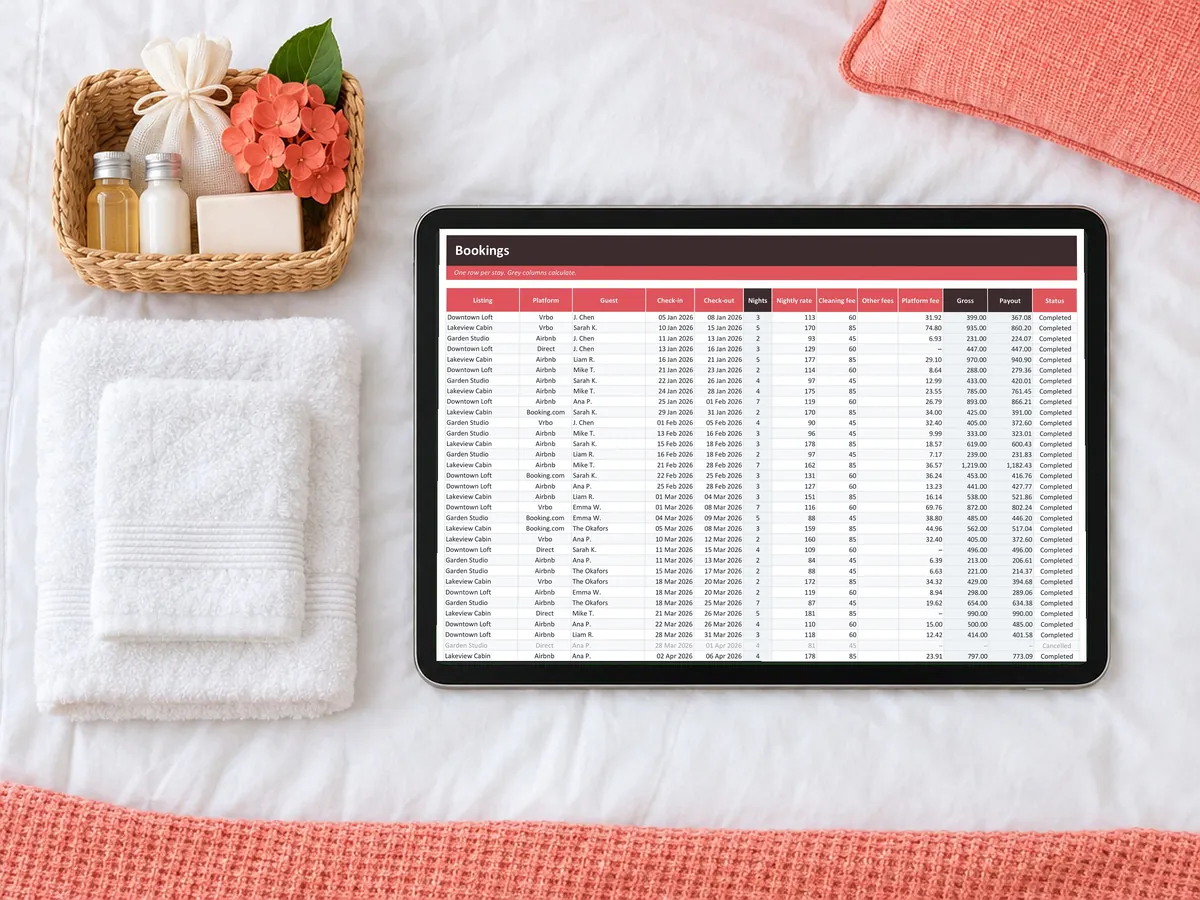 Bookings
One row per stay. Grey columns calculate.
Listing Platform Guest Check-in Check-out Nights Nightly rate Cleaning fee Other fees Platform fee Gross Payout Status
Downtown Loft Vrbo J. Chen 05 Jan 2026 08 Jan 2026 3 113 60 31.92 399.00 367.08 Completed
Lakeview Cabin Vrbo Sarah K. 10 Jan 2026 15 Jan 2026 5 170 85 74.80 935.00 860.20 Completed
Garden Studio Airbnb J. Chen 11 Jan 2026 13 Jan 2026 2 93 45 6.93 231.00 224.07 Completed
Downtown Loft Direct J. Chen 13 Jan 2026 16 Jan 2026 3 129 60 – 447.00 447.00 Completed
Lakeview Cabin Airbnb Liam R. 16 Jan 2026 21 Jan 2026 5 177 85 29.10 970.00 940.90 Completed
Downtown Loft Airbnb Mike T. 21 Jan 2026 23 Jan 2026 2 114 60 8.64 288.00 279.36 Completed
Garden Studio Airbnb Sarah K. 22 Jan 2026 26 Jan 2026 4 97 45 12.99 433.00 420.01 Completed
Lakeview Cabin Airbnb Mike T. 24 Jan 2026 28 Jan 2026 4 175 85 23.55 785.00 761.45 Completed
Downtown Loft Airbnb Ana P. 25 Jan 2026 01 Feb 2026 7 119 60 26.79 893.00 866.21 Completed
Lakeview Cabin Booking.com Sarah K. 29 Jan 2026 31 Jan 2026 2 170 85 34.00 425.00 391.00 Completed
Garden Studio Vrbo J. Chen 01 Feb 2026 05 Feb 2026 4 90 45 32.40 405.00 372.60 Completed
Garden Studio Airbnb Mike T. 13 Feb 2026 16 Feb 2026 3 96 45 9.99 333.00 323.01 Completed
Lakeview Cabin Airbnb Sarah K. 15 Feb 2026 18 Feb 2026 3 178 85 18.57 619.00 600.43 Completed
Garden Studio Airbnb Liam R. 16 Feb 2026 18 Feb 2026 2 97 45 7.17 239.00 231.83 Completed
Lakeview Cabin Airbnb Mike T. 21 Feb 2026 28 Feb 2026 7 162 85 36.57 1,219.00 1,182.43 Completed
Downtown Loft Booking.com Sarah K. 22 Feb 2026 25 Feb 2026 3 131 60 36.24 453.00 416.76 Completed
Downtown Loft Airbnb Ana P. 25 Feb 2026 28 Feb 2026 3 127 60 13.23 441.00 427.77 Completed
Lakeview Cabin Airbnb Liam R. 01 Mar 2026 04 Mar 2026 3 151 85 16.14 538.00 521.86 Completed
Downtown Loft Vrbo Emma W. 01 Mar 2026 08 Mar 2026 7 116 60 69.76 872.00 802.24 Completed
Garden Studio Booking.com Emma W. 04 Mar 2026 09 Mar 2026 5 88 45 38.80 485.00 446.20 Completed
Lakeview Cabin Booking.com The Okafors 05 Mar 2026 08 Mar 2026 3 159 85 44.96 562.00 517.04 Completed
Lakeview Cabin Vrbo Ana P. 10 Mar 2026 12 Mar 2026 2 160 85 32.40 405.00 372.60 Completed
Downtown Loft Direct Sarah K. 11 Mar 2026 15 Mar 2026 4 109 60 – 496.00 496.00 Completed
Garden Studio Airbnb Ana P. 11 Mar 2026 13 Mar 2026 2 84 45 6.39 213.00 206.61 Completed
Garden Studio Airbnb The Okafors 15 Mar 2026 17 Mar 2026 2 88 45 6.63 221.00 214.37 Completed
Lakeview Cabin Vrbo The Okafors 18 Mar 2026 20 Mar 2026 2 172 85 34.32 429.00 394.68 Completed
Downtown Loft Airbnb Emma W. 18 Mar 2026 20 Mar 2026 2 119 60 8.94 298.00 289.06 Completed
Garden Studio Airbnb The Okafors 18 Mar 2026 25 Mar 2026 7 87 45 19.62 654.00 634.38 Completed
Lakeview Cabin Direct Mike T. 21 Mar 2026 26 Mar 2026 5 181 85 – 990.00 990.00 Completed
Downtown Loft Airbnb Ana P. 22 Mar 2026 26 Mar 2026 4 110 60 15.00 500.00 485.00 Completed
Downtown Loft Airbnb Liam R. 28 Mar 2026 31 Mar 2026 3 118 60 12.42 414.00 401.58 Completed
Garden Studio Direct Ana P. 28 Mar 2026 01 Apr 2026 4 81 45 – – – Cancelled
Lakeview Cabin Airbnb Ana P. 02 Apr 2026 06 Apr 2026 4 178 85 23.91 797.00 773.09 Completed